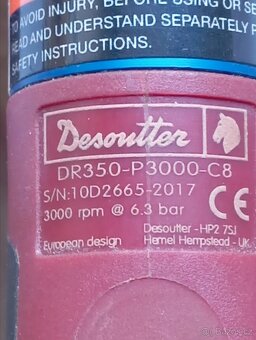 TO AVOID INJURY, BEFORE USING OR SE
READ AND UNDERSTAND SEPARATELY P
SAFETY INSTRUCTIONS.
Desoutter
DR350-P3000-C8
S/N:10D2665-2017
3000 rpm @ 6.3 bar
CE
Desoutter - HP2 7SJ
European design
Hemel Hempstead - UK